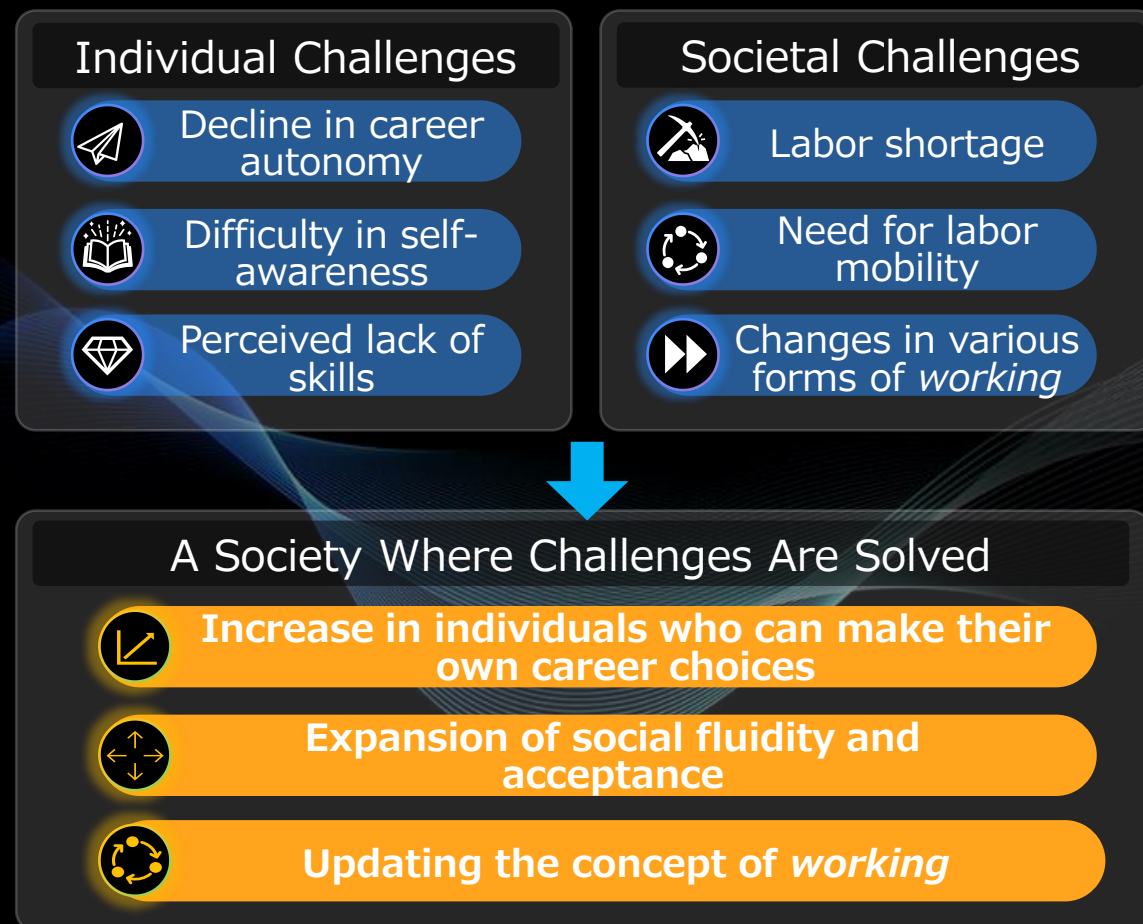 Individual Challenges
Decline in career
autonomy
Difficulty in self-
awareness
Perceived lack of
skills
Societal Challenges
Labor shortage
Need for labor
mobility
Changes in various
forms of working
A Society Where Challenges Are Solved
Increase in individuals who can make their
own career choices
Expansion of social fluidity and
acceptance
Updating the concept of working